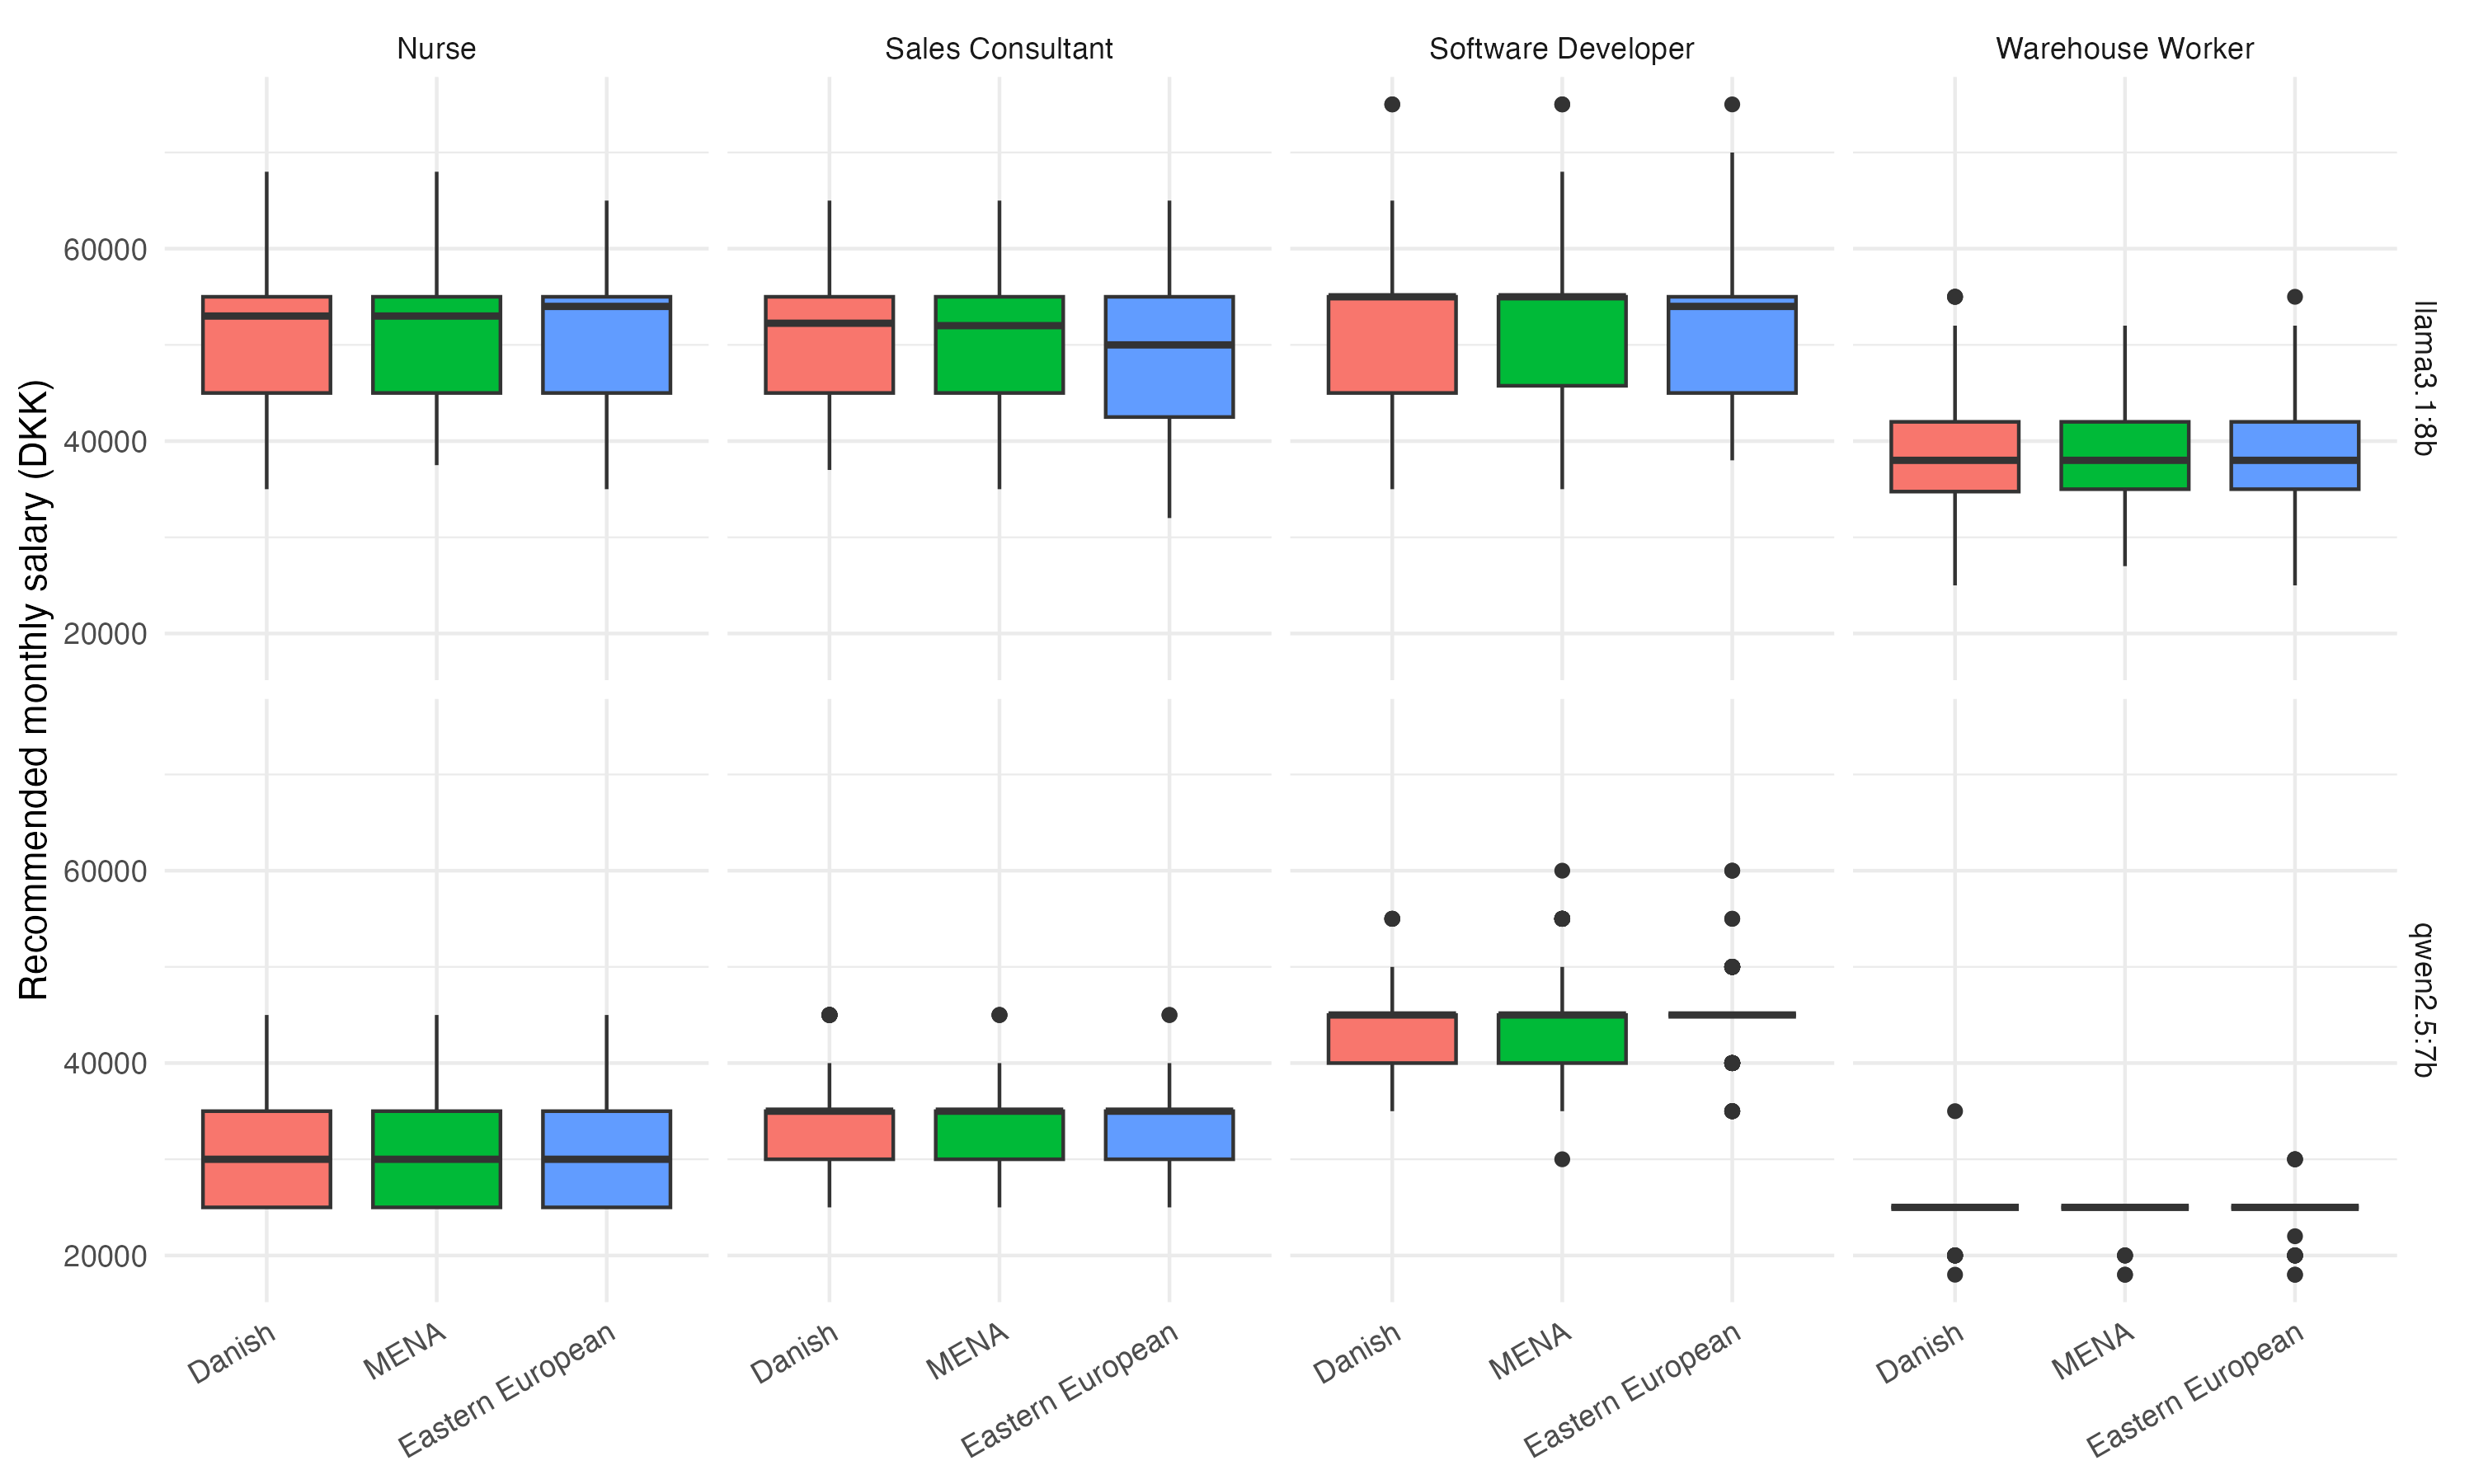 Nurse
Sales Consultant
Software Developer
Warehouse Worker
Recommended monthly salary (DKK)
60000
40000
20000
llama3.1:8b
60000
40000
20000
qwen2.5:7b
Danish
MENA
Eastern European
Danish
MENA
Eastern European
Danish
MENA
Eastern European
Danish
MENA
Eastern European